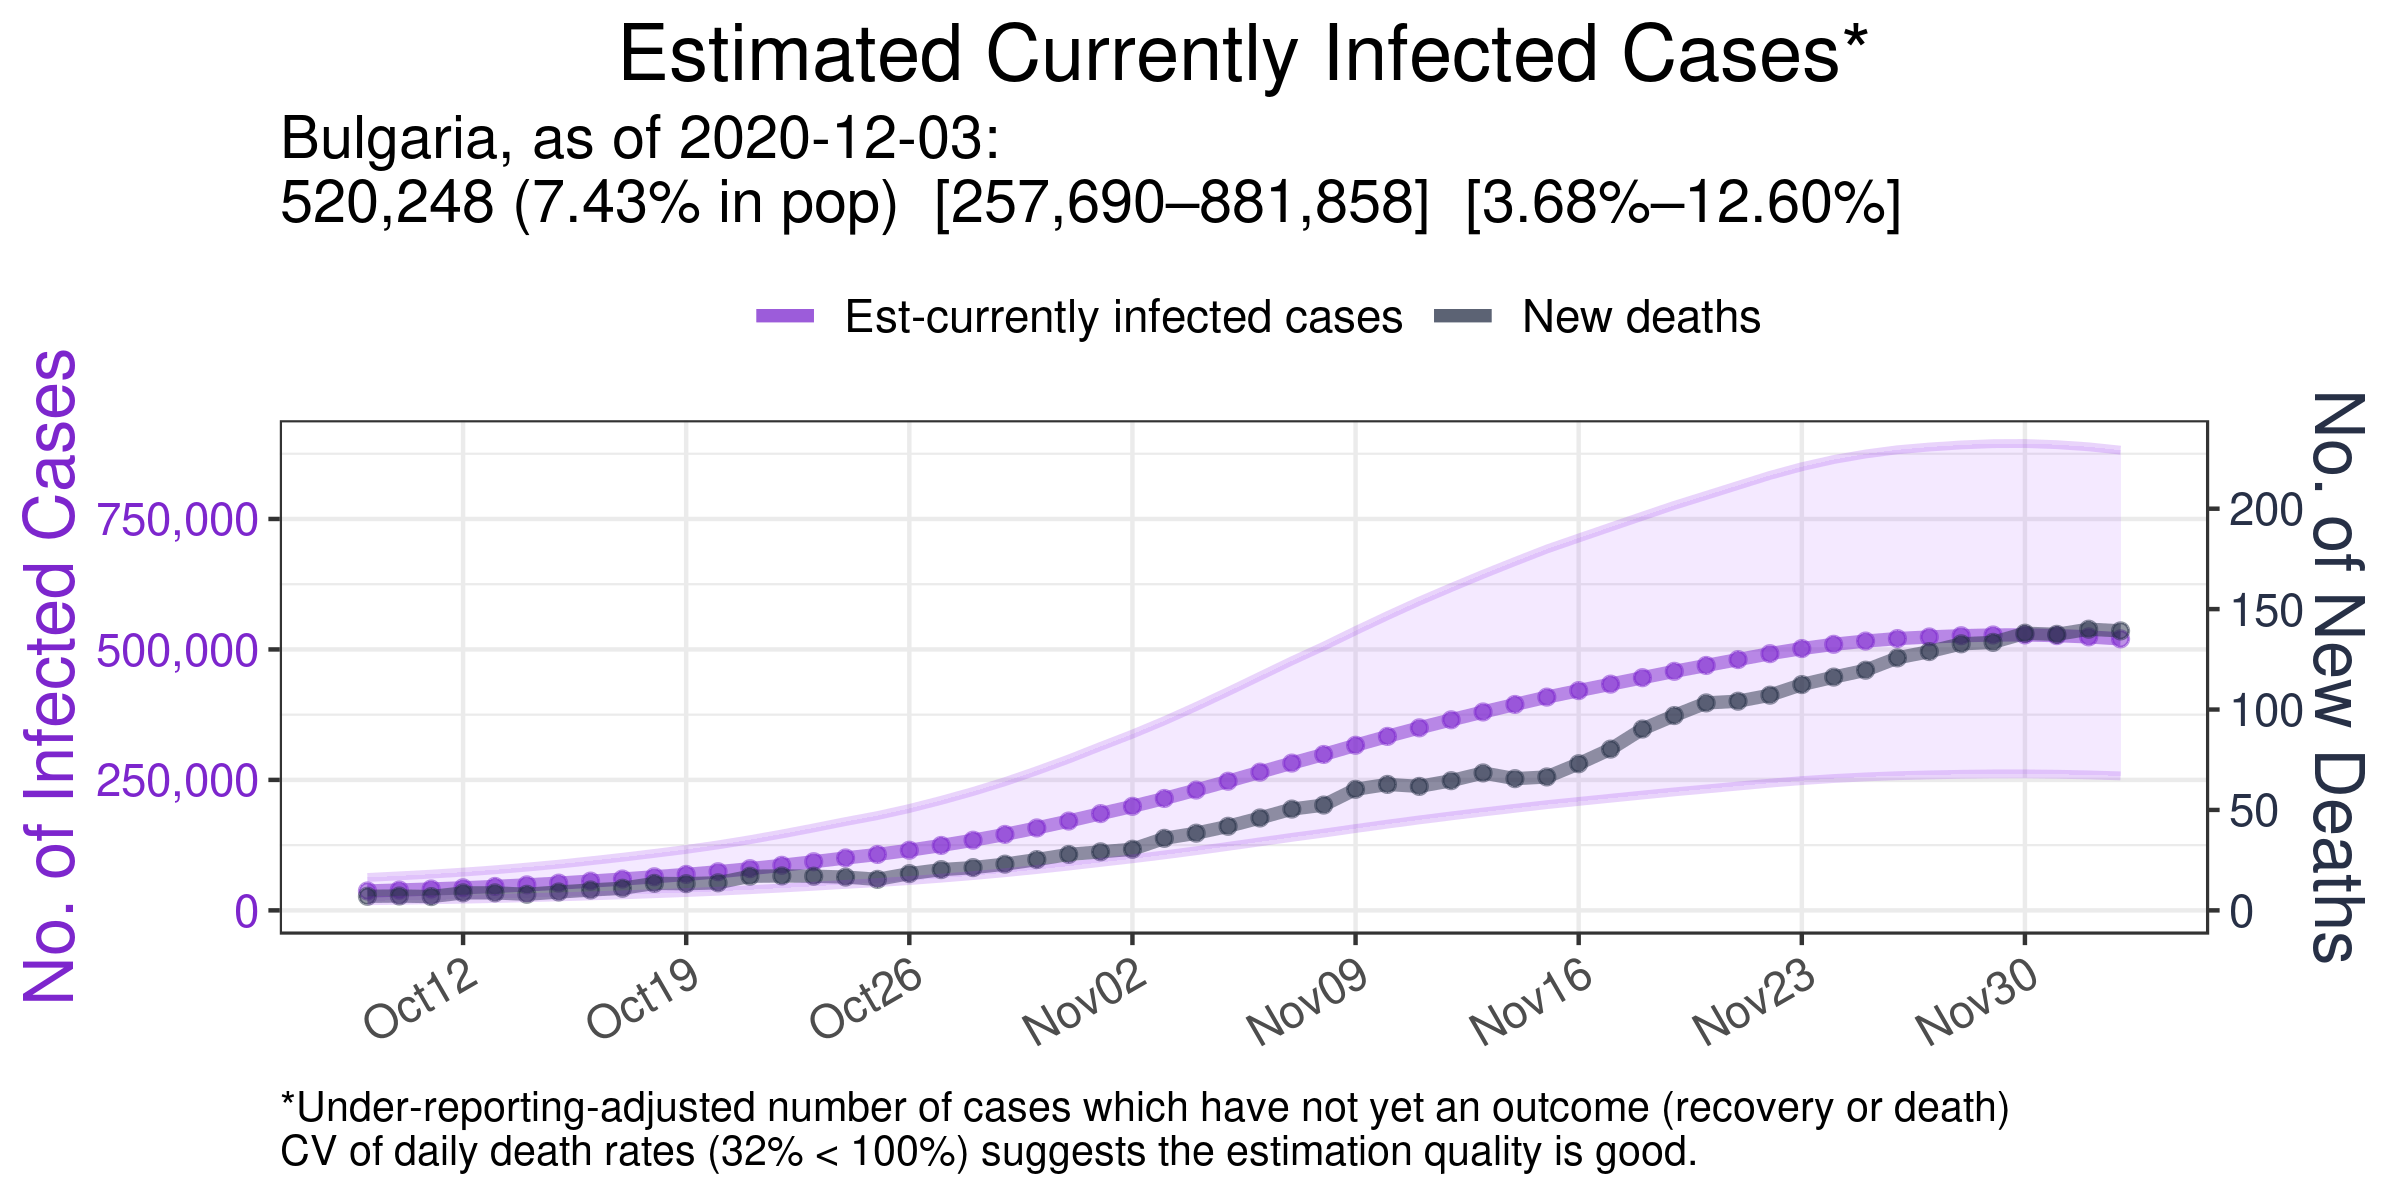 Estimated Currently Infected Cases*
Bulgaria, as of 2020-12-03:
520,248 (7.43% in pop)  [257,690–881,858]  [3.68%–12.60%]
Est-currently infected cases
New deaths
No. of Infected Cases
750,000
500,000
250,000
0
No. of New Deaths
200
150
100
50
0
Oct12
Oct19
Oct26
Nov02
Nov09
Nov16
Nov23
Nov30
*Under-reporting-adjusted number of cases which have not yet an outcome (recovery or death)
CV of daily death rates (32% < 100%) suggests the estimation quality is good.